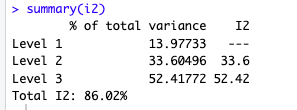 > summary(i2)
% of total variance I2
Level 1 13.97733 ---
Level 2 33.60496 33.6
Level 3 52.41772 52.42
Total I2: 86.02%